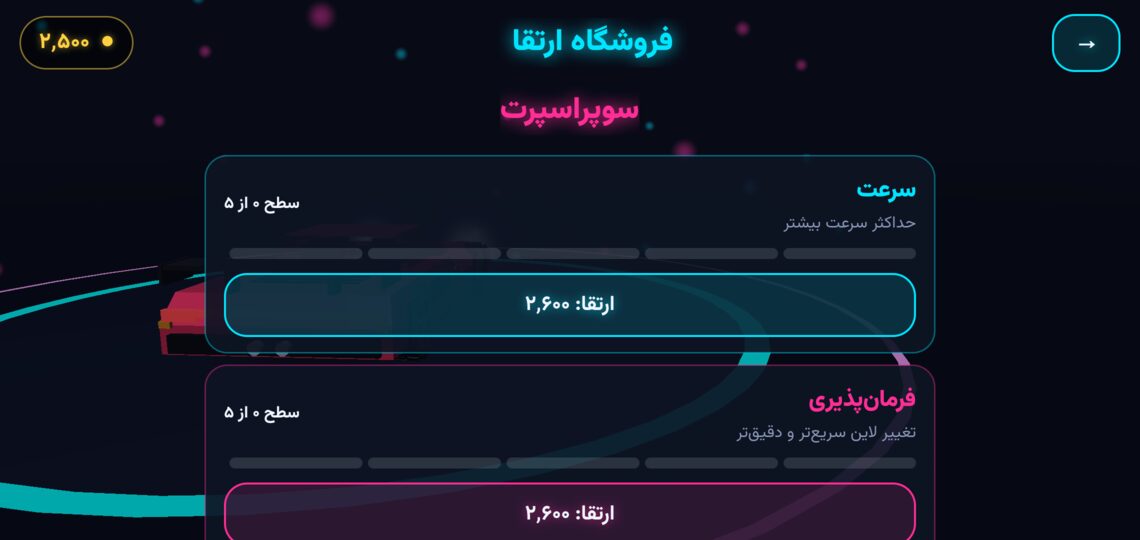 فروشگاه ارتقا
→
۲,۵۰۰
سوپراسپرت
سرعت
حداکثر سرعت بیشتر
سطح ۰ از ۵
ارتقا: ۲,۶۰۰
فرمان‌پذیری
تغییر لاین سریع‌تر و دقیق‌تر
سطح ۰ از ۵
ارتقا: ۲,۶۰۰